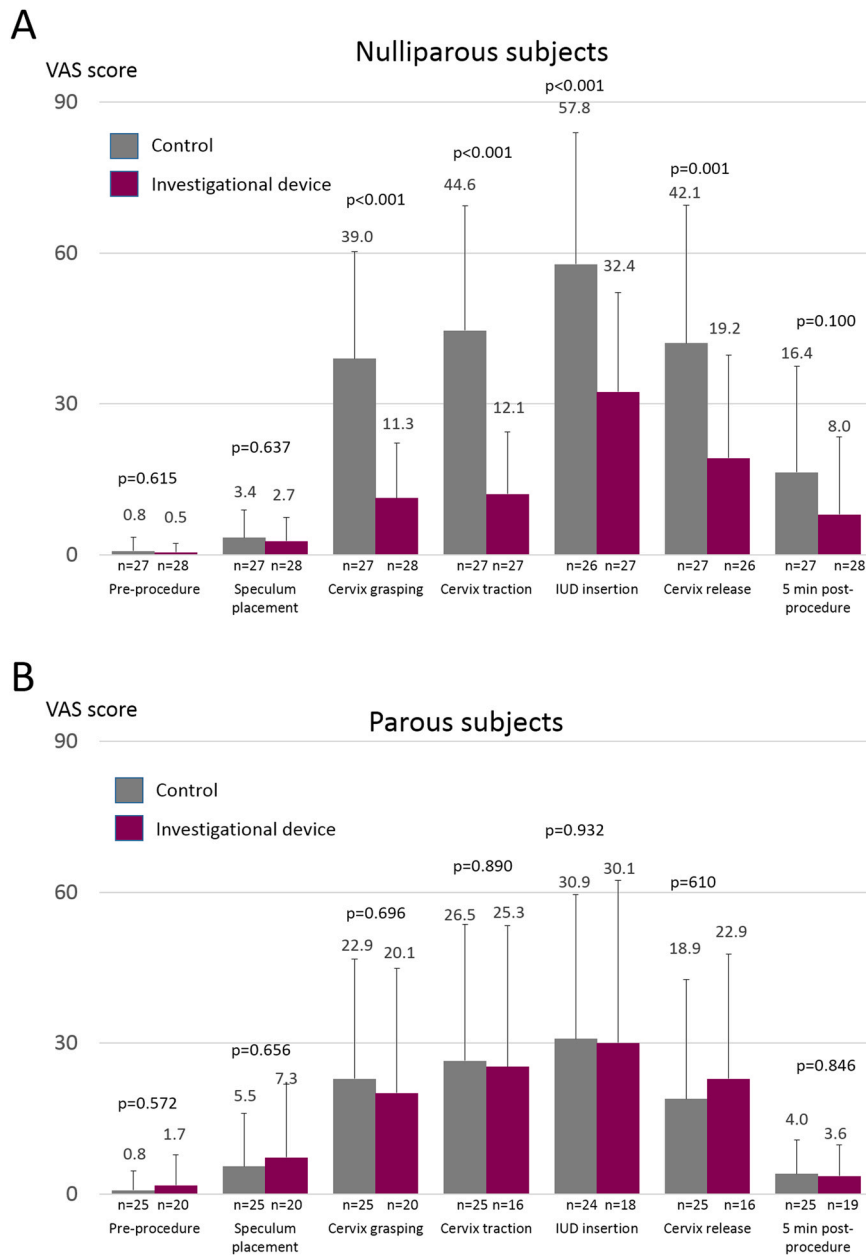 A
Nulliparous subjects
VAS score
90
60
30
0
Control
Investigational device
p=0.615
0.8 0.5
p=0.637
3.4 2.7
p<0.001
39.0 11.3
p<0.001
44.6 12.1
p<0.001
57.8 32.4
p=0.001
42.1 19.2
p=0.100
16.4 8.0
n=27 n=28 n=27 n=28 n=27 n=28 n=27 n=27 n=26 n=27 n=27 n=26 n=27 n=28
Pre-procedure Speculum Cervix grasping Cervix traction IUD insertion Cervix release 5 min post-
placement procedure
B
VAS score
Parous subjects
90
60
30
0
Control
Investigational device
p=0.572
0.8 1.7
p=0.656
5.5 7.3
p=0.696
22.9 20.1
p=0.890
26.5 25.3
p=0.932
30.9 30.1
p=610
18.9 22.9
p=0.846
4.0 3.6
n=25 n=20 n=25 n=20 n=25 n=20 n=25 n=16 n=24 n=18 n=25 n=16 n=25 n=19
Pre-procedure Speculum Cervix grasping Cervix traction IUD insertion Cervix release 5 min post-
placement procedure